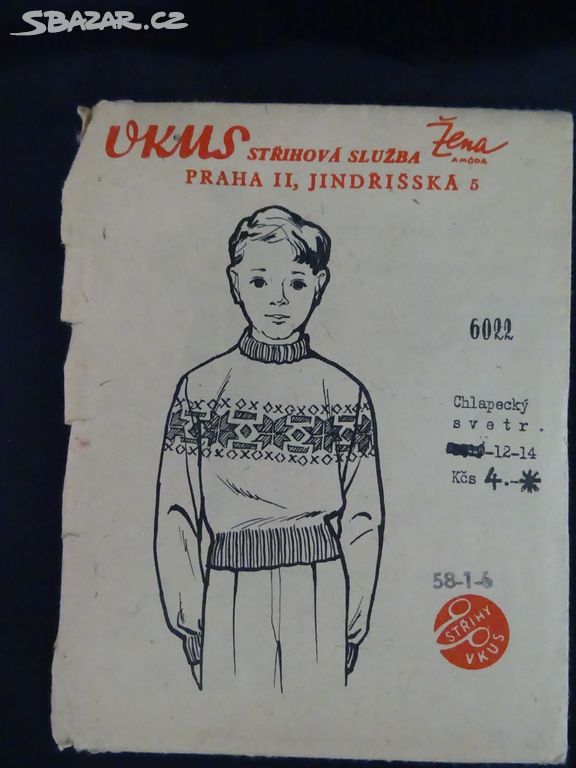 SBAZAR.CZ
VKUS STŘIHOVÁ SLUŽBA Žena
A MÓDA
PRAHA II, JINDŘIŠSKÁ 5
6022
Chlapecký
svetr.
-12-14
Kčs 4.-*
58-1-6
STŘIHY
VKUS